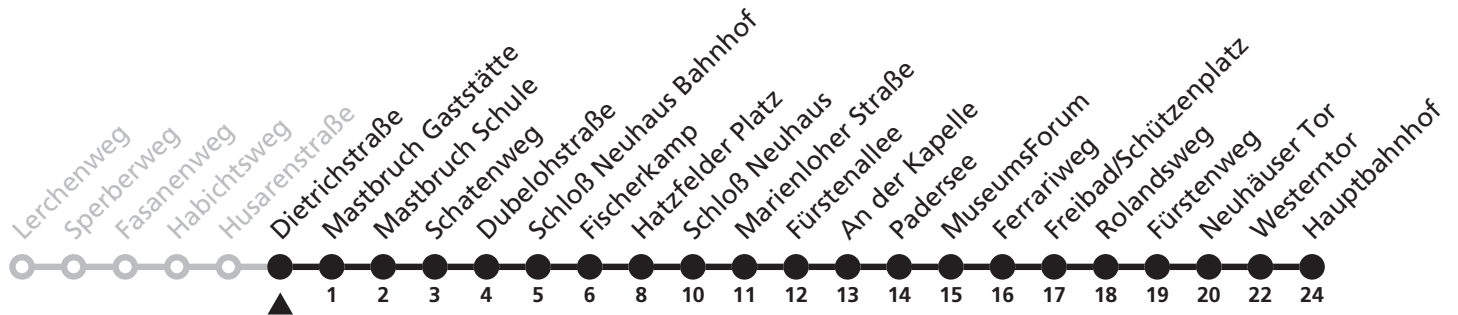 Lerchenweg
Sperberweg
Fasanenweg
Habichtsweg
Husarenstraße
Dietrichstraße
Mastbruch Gaststätte
Mastbruch Schule
Schatenweg
Dubelohstraße
Schloß Neuhaus Bahnhof
Fischerkamp
Hatzfelder Platz
Schloß Neuhaus
Marienloher Straße
Fürstenallee
An der Kapelle
Padersee
MuseumsForum
Ferrariweg
Freibad/Schützenplatz
Rolandsweg
Fürstenweg
Neuhäuser Tor
Westerntor
Hauptbahnhof
1 2 3 4 5 6 8 10 11 12 13 14 15 16 17 18 19 20 22 24